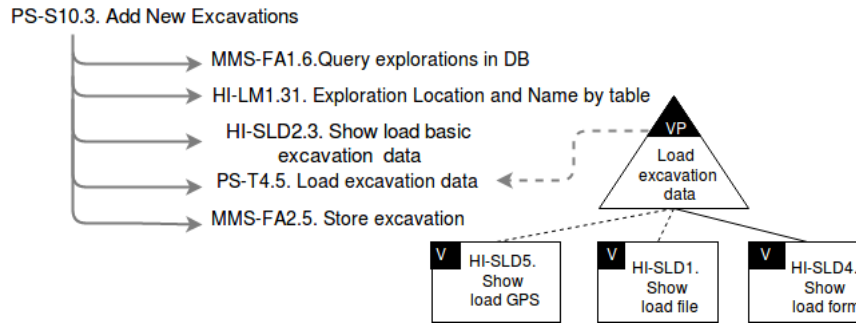 PS-S10.3. Add New Excavations
MMS-FA1.6.Query explorations in DB
HI-LM1.31. Exploration Location and Name by table
HI-SLD2.3. Show load basic
excavation data
PS-T4.5. Load excavation data
MMS-FA2.5. Store excavation
VP
Load
excavation
data
V
HI-SLD5.
Show
load GPS
V
HI-SLD1.
Show
load file
V
HI-SLD4.
Show
load form